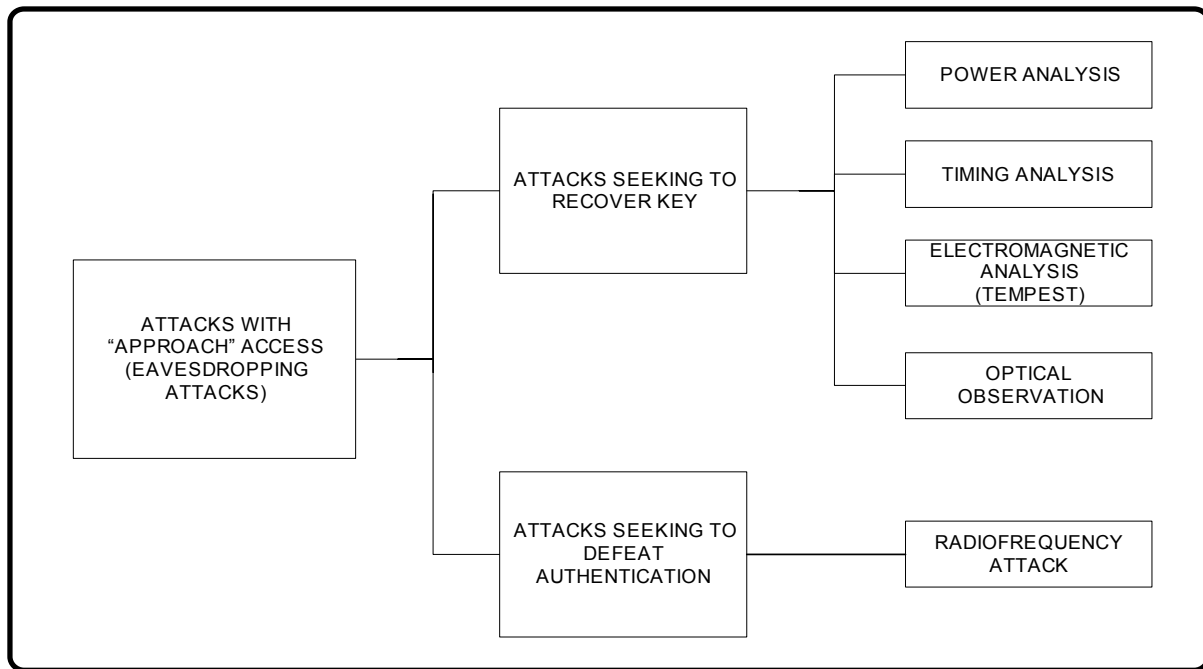 ATTACKS WITH
“APPROACH” ACCESS
(EAVESDROPPING
ATTACKS)
ATTACKS SEEKING TO
RECOVER KEY
POWER ANALYSIS
TIMING ANALYSIS
ELECTROMAGNETIC
ANALYSIS
(TEMPEST)
OPTICAL
OBSERVATION
ATTACKS SEEKING TO
DEFEAT
AUTHENTICATION
RADIOFREQUENCY
ATTACK